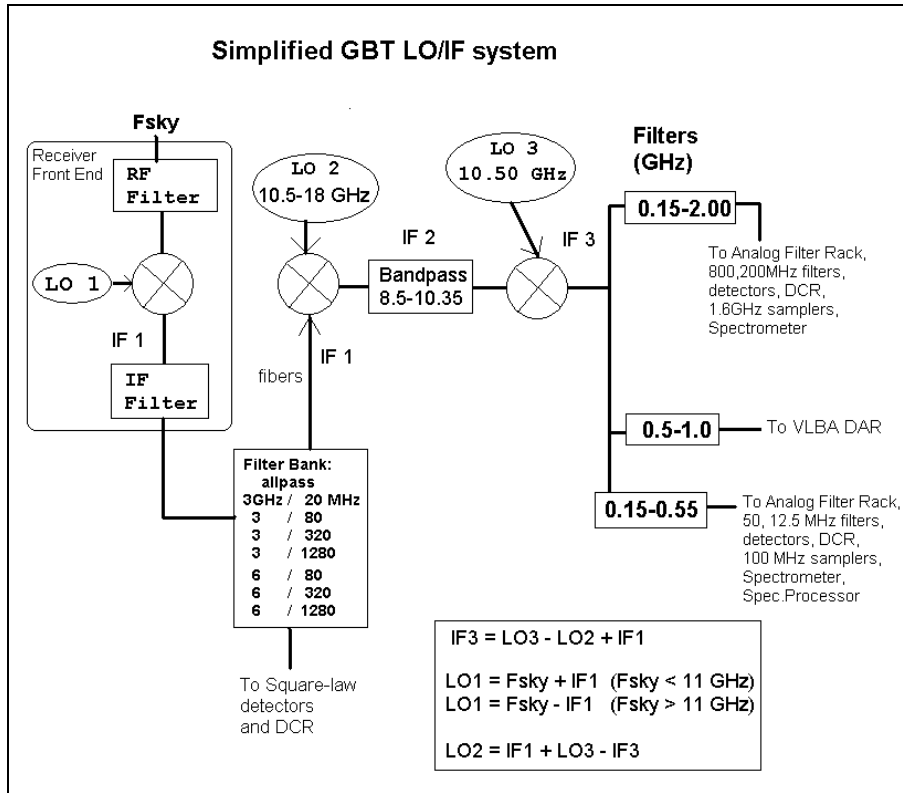 Simplified GBT LO/IF system
Fsky
Receiver
Front End
RF
Filter
LO 1
IF 1
IF
Filter
LO 2
10.5-18 GHz
LO 3
10.50 GHz
IF 2
Bandpass
8.5-10.35
IF 3
fibers
IF 1
Filter Bank:
allpass
3GHz / 20 MHz
3 / 80
3 / 320
3 / 1280
6 / 80
6 / 320
6 / 1280
To Square-law
detectors
and DCR
Filters
(GHz)
0.15-2.00
To Analog Filter Rack,
800,200MHz filters,
detectors, DCR,
1.6GHz samplers,
Spectrometer
0.5-1.0
To VLBA DAR
0.15-0.55
To Analog Filter Rack,
50, 12.5 MHz filters,
detectors, DCR,
100 MHz samplers,
Spectrometer,
Spec.Processor
IF3 = LO3 - LO2 + IF1
LO1 = Fsky + IF1 (Fsky < 11 GHz)
LO1 = Fsky - IF1 (Fsky > 11 GHz)
LO2 = IF1 + LO3 - IF3